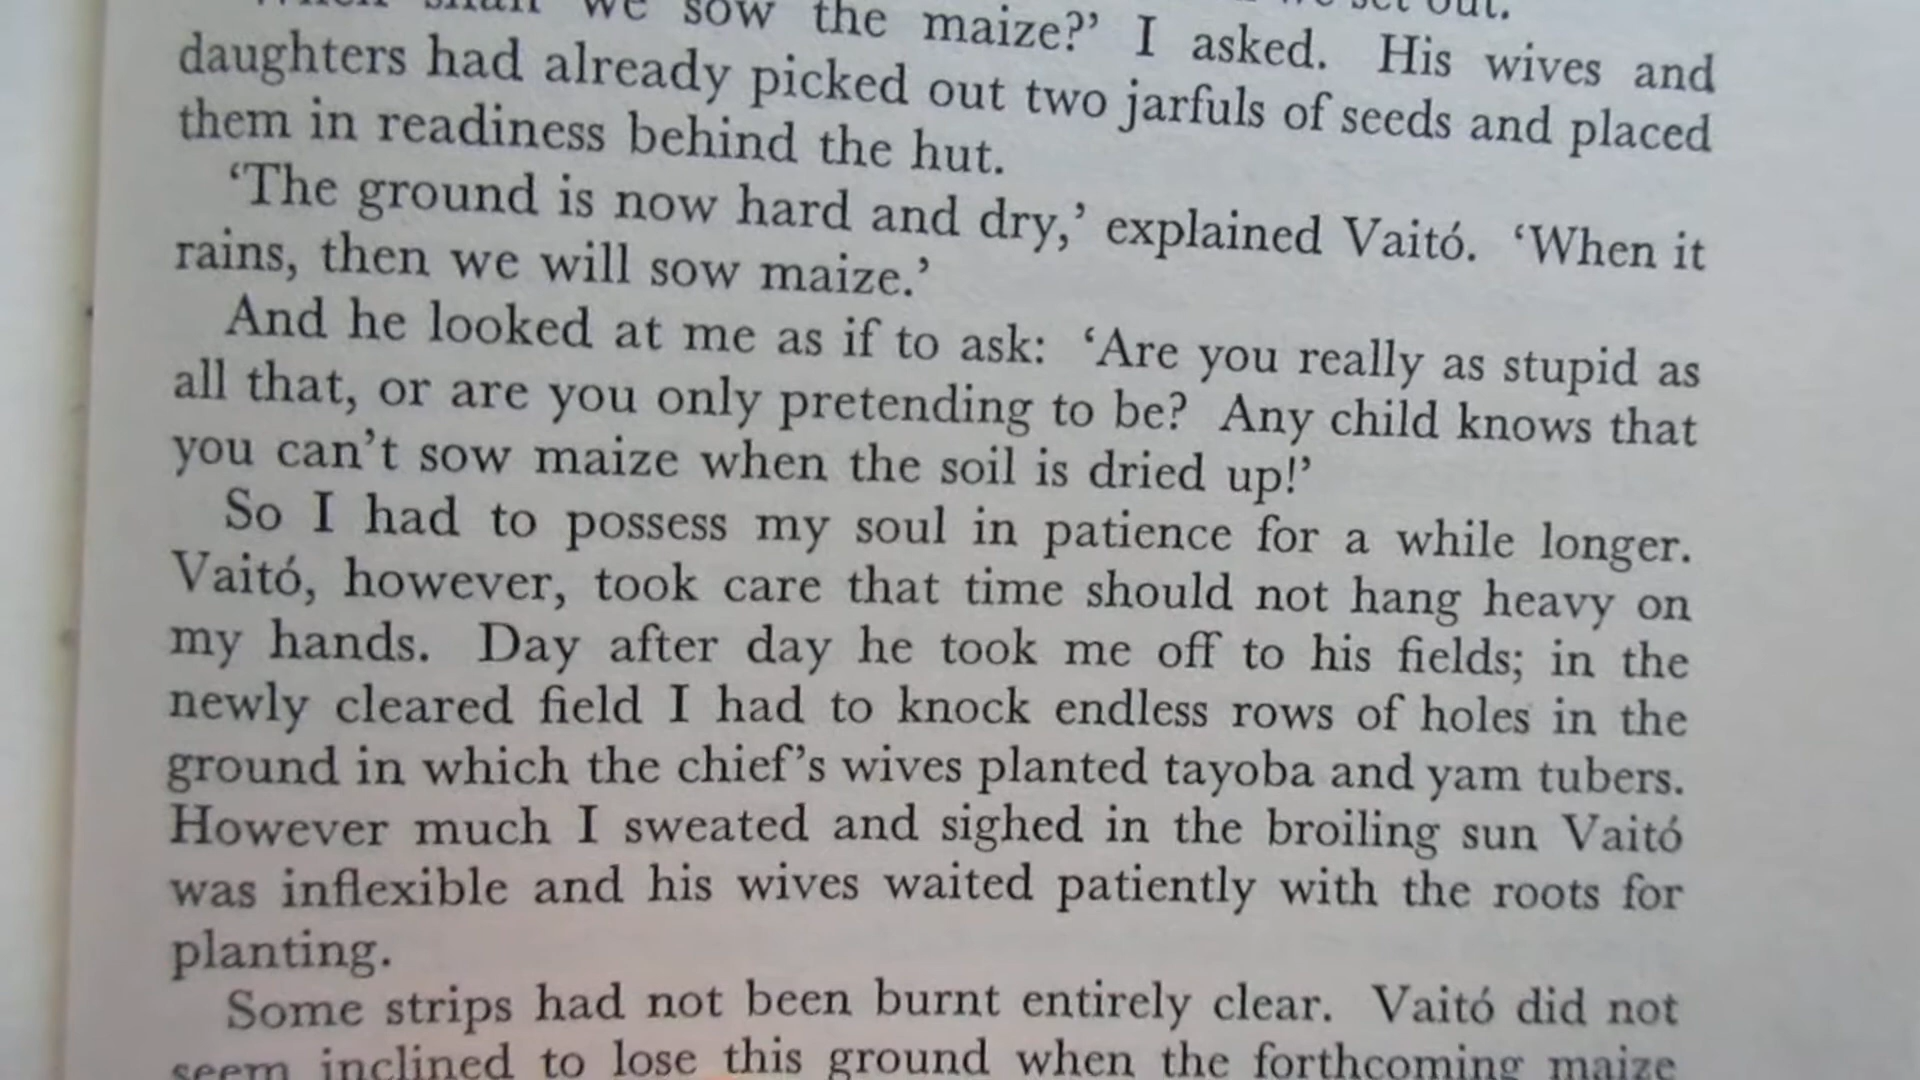 we sow the maize?’ I asked. His wives and
daughters had already picked out two jarfuls of seeds and placed
them in readiness behind the hut.
‘The ground is now hard and dry,’ explained Vaitó. ‘When it
rains, then we will sow maize.’
And he looked at me as if to ask: ‘Are you really as stupid as
all that, or are you only pretending to be? Any child knows that
you can’t sow maize when the soil is dried up!’
So I had to possess my soul in patience for a while longer.
Vaitó, however, took care that time should not hang heavy on
my hands. Day after day he took me off to his fields; in the
newly cleared field I had to knock endless rows of holes in the
ground in which the chief’s wives planted tayoba and yam tubers.
However much I sweated and sighed in the broiling sun Vaitó
was inflexible and his wives waited patiently with the roots for
planting.
Some strips had not been burnt entirely clear. Vaitó did not
seem inclined to lose this ground when the forthcoming maize